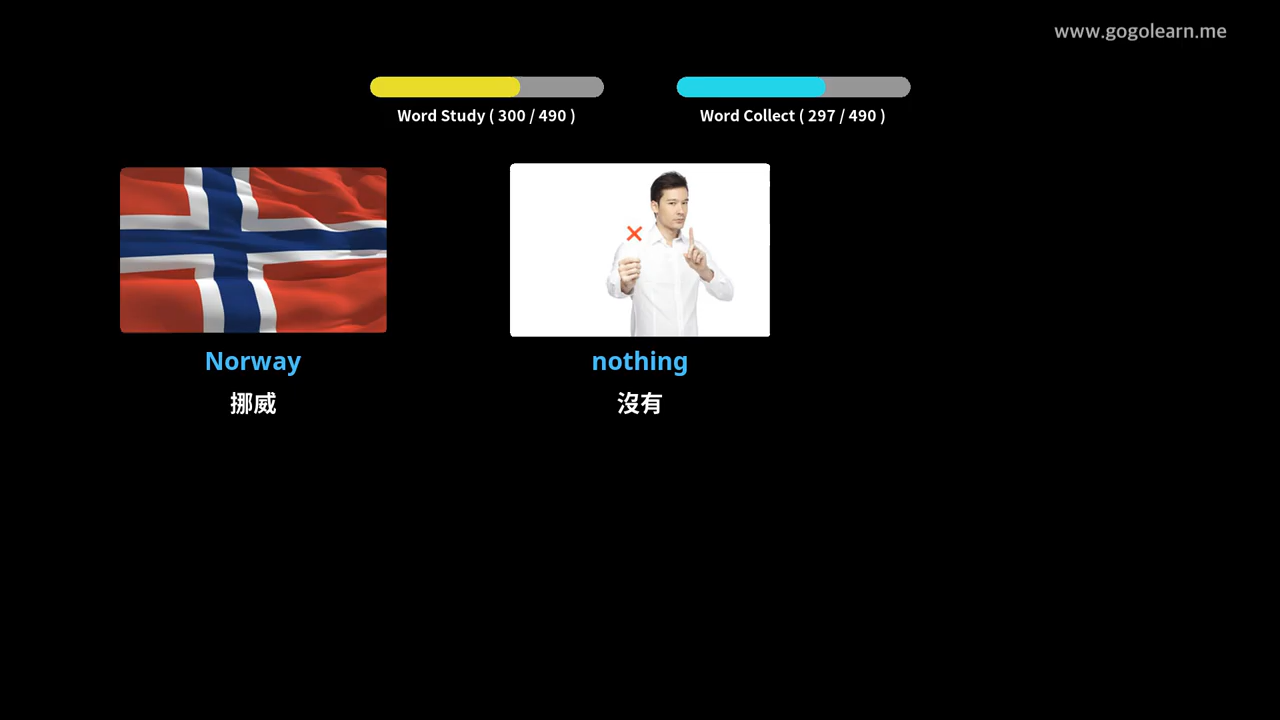 www.gogolearn.me
Word Study ( 300 / 490 )
Word Collect ( 297 / 490 )
Norway
nothing
挪威
沒有